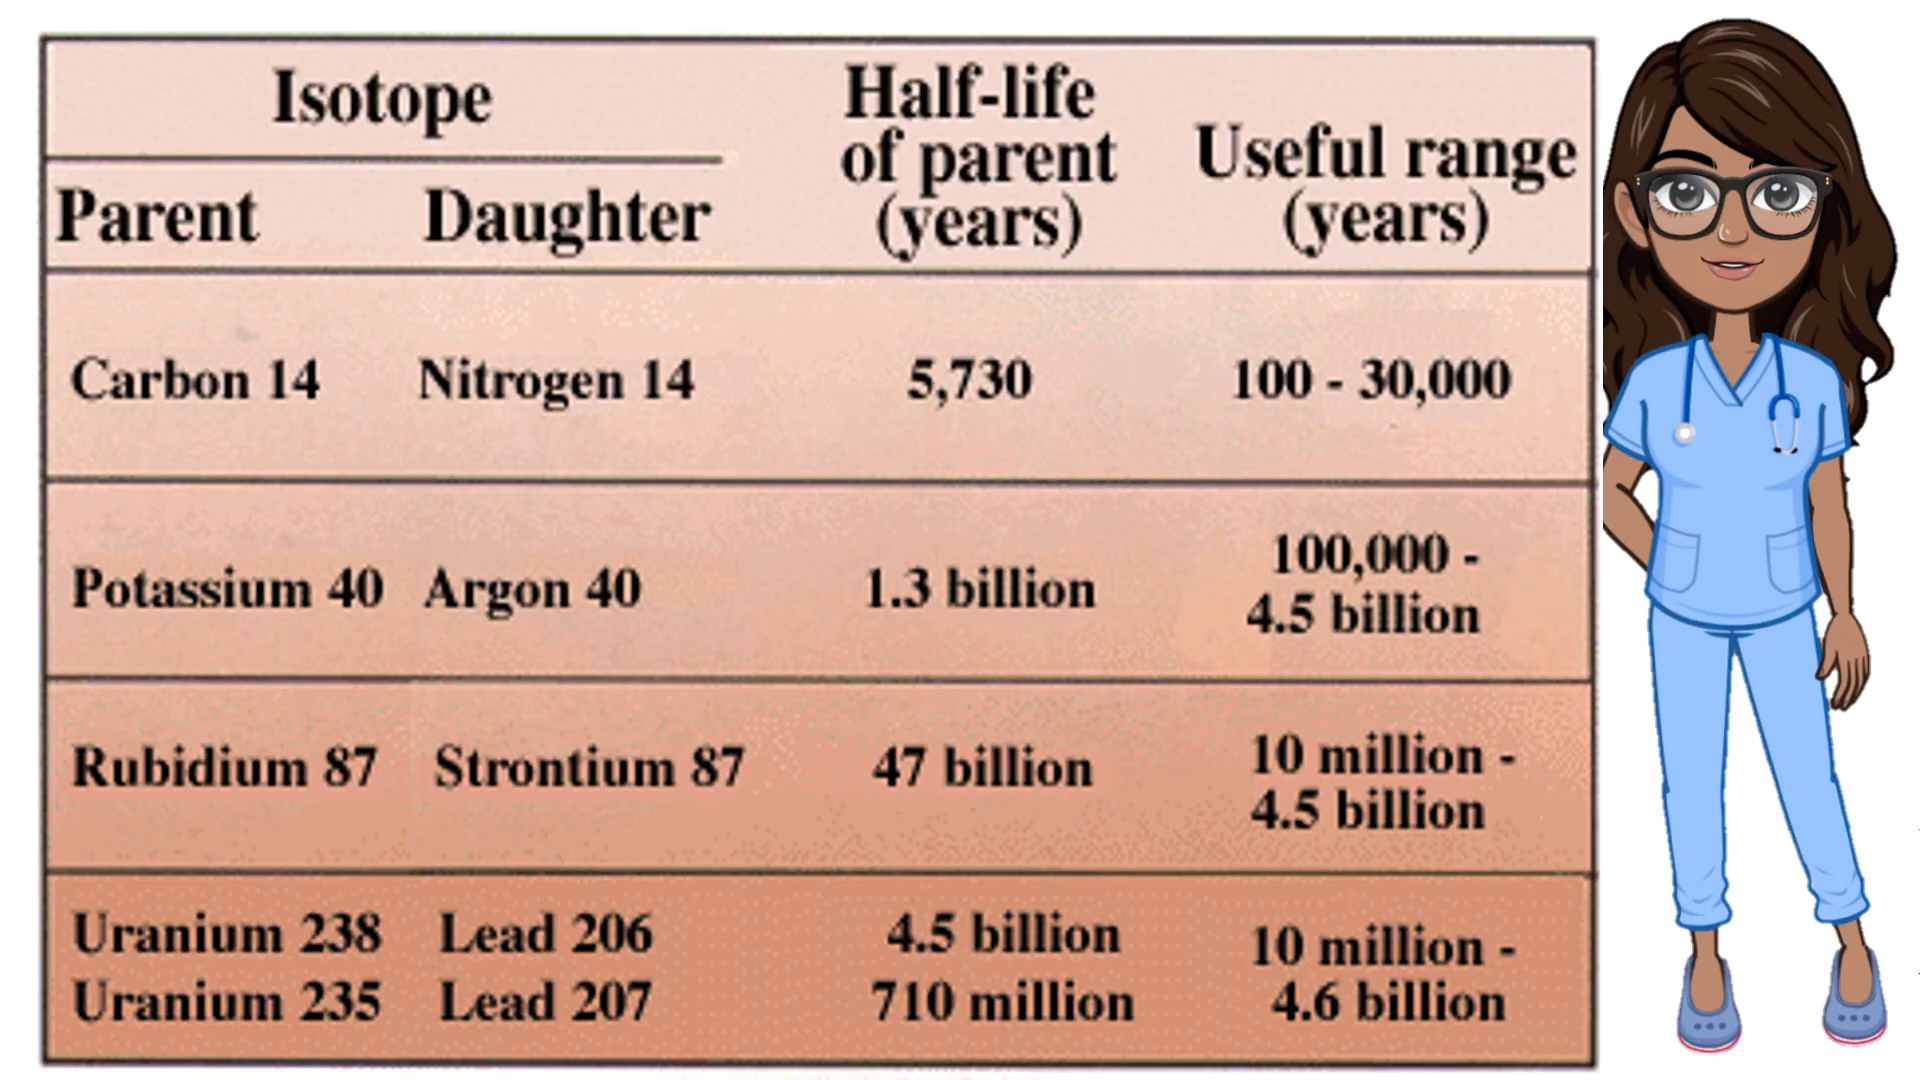 Isotope
Half-life
of parent
(years)
Useful range
(years)
Parent Daughter
Carbon 14 Nitrogen 14 5,730 100 - 30,000
Potassium 40 Argon 40 1.3 billion 100,000 -
4.5 billion
Rubidium 87 Strontium 87 47 billion 10 million -
4.5 billion
Uranium 238 Lead 206 4.5 billion 10 million -
Uranium 235 Lead 207 710 million 4.6 billion